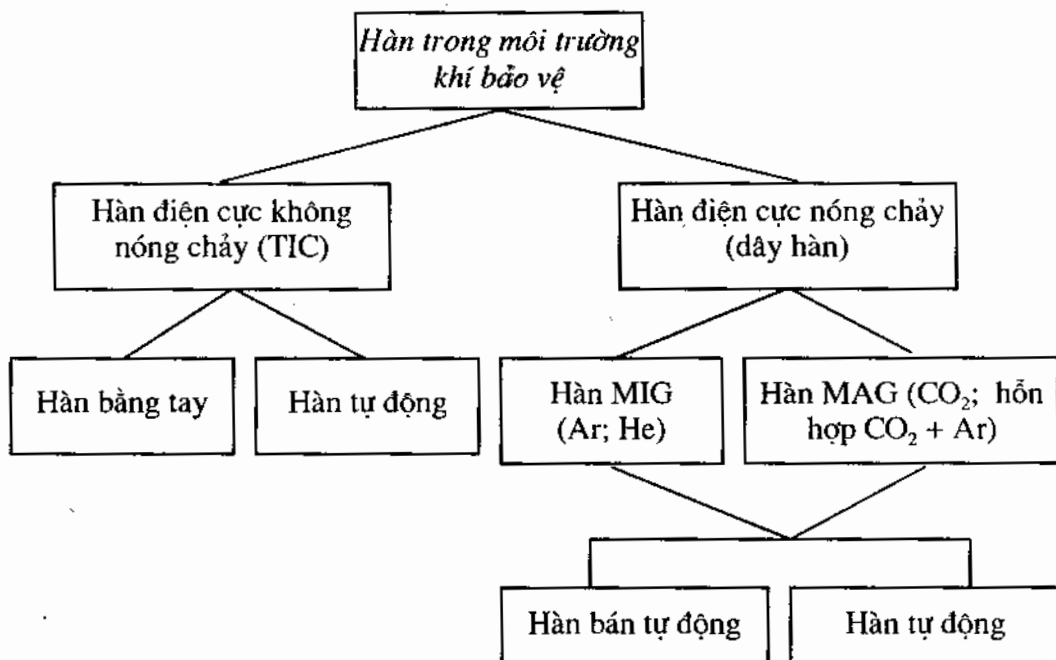 Hàn trong môi trường
khí bảo vệ
Hàn điện cực không
nóng chảy (TIC)
Hàn điện cực nóng chảy
(dây hàn)
Hàn bằng tay
Hàn tự động
Hàn MIG
(Ar; He)
Hàn MAG (CO₂; hỗn
hợp CO₂ + Ar)
Hàn bán tự động
Hàn tự động